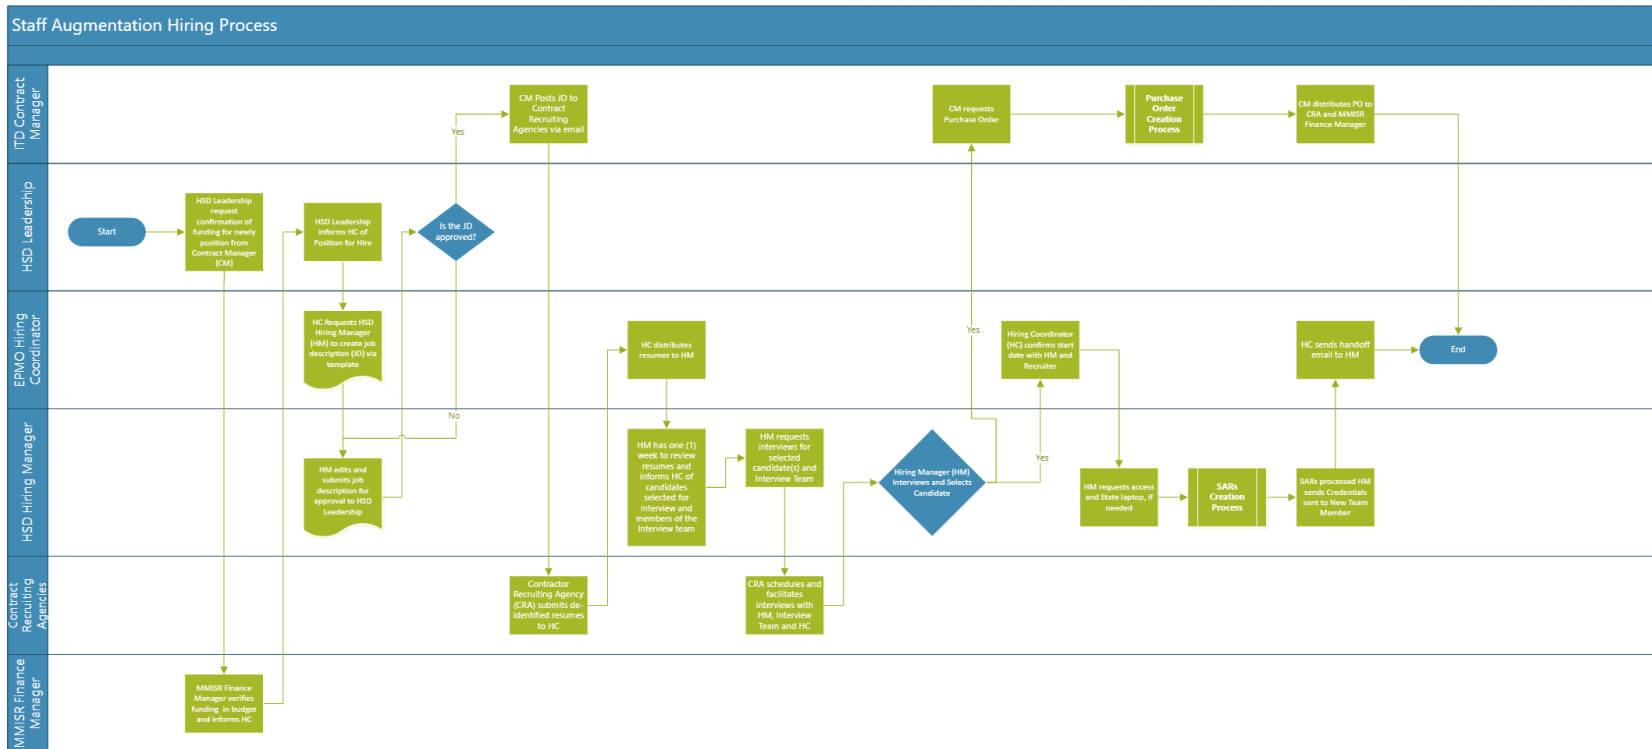 Staff Augmentation Hiring Process
ITD Contract
Manager
CM Posts JD to
Contract
Recruiting
Agencies via email
Yes
CM requests
Purchase Order
Purchase
Order
Creation
Process
CM distributes PO to
CRA and MMISR
Finance Manager
HSD Leadership
Start
HSD Leadership
request
confirmation of
funding for newly
position from
Contract Manager
(CM)
HSD Leadership
informs HC of
Position for Hire
Is the JD
approved?
EPMO Hiring
Coordinator
HC Requests HSD
Hiring Manager
(HM) to create job
description (JD) via
template
No
HC distributes
resumes to HM
Yes
Hiring Coordinator
(HC) confirms start
date with HM and
Recruiter
HC sends handoff
email to HM
End
HSD Hiring Manager
HM edits and
submits job
description for
approval to HSD
Leadership
HM has one (1)
week to review
resumes and
informs HC of
candidates
selected for
interview and
members of the
Interview team
HM requests
interviews for
selected
candidate(s) and
Interview Team
Hiring Manager (HM)
Interviews and Selects
Candidate
Yes
HM requests access
and State laptop, if
needed
SARs
Creation
Process
SARs processed HM
sends Credentials
sent to New Team
Member
Contract
Recruiting
Agencies
Contractor
Recruiting Agency
(CRA) submits de-
identified resumes
to HC
CRA schedules and
facilitates
interviews with
HM, Interview
Team and HC
MMISR Finance
Manager
MMISR Finance
Manager verifies
funding in budget
and informs HC